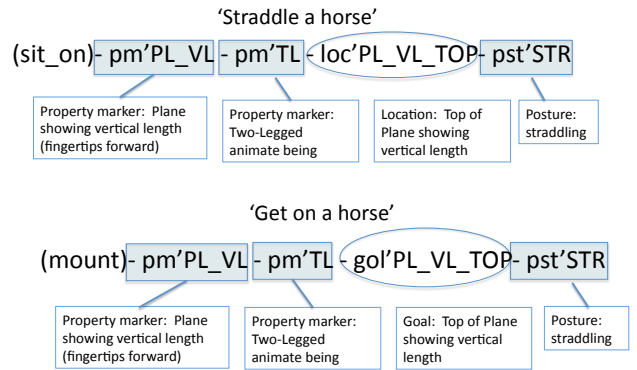 'Straddle a horse'
(sit_on)- pm'PL_VL - pm'TL - loc'PL_VL_TOP- pst'STR
Property marker: Plane
showing vertical length
(fingertips forward)
Property marker:
Two-Legged
animate being
Location: Top of
Plane showing
vertical length
Posture:
straddling
'Get on a horse'
(mount)- pm'PL_VL - pm'TL - gol'PL_VL_TOP- pst'STR
Property marker: Plane
showing vertical length
(fingertips forward)
Property marker:
Two-Legged
animate being
Goal: Top of Plane
showing vertical
length
Posture:
straddling